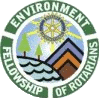 ENVIRONMENT
FELLOWSHIP
OF ROTARIANS